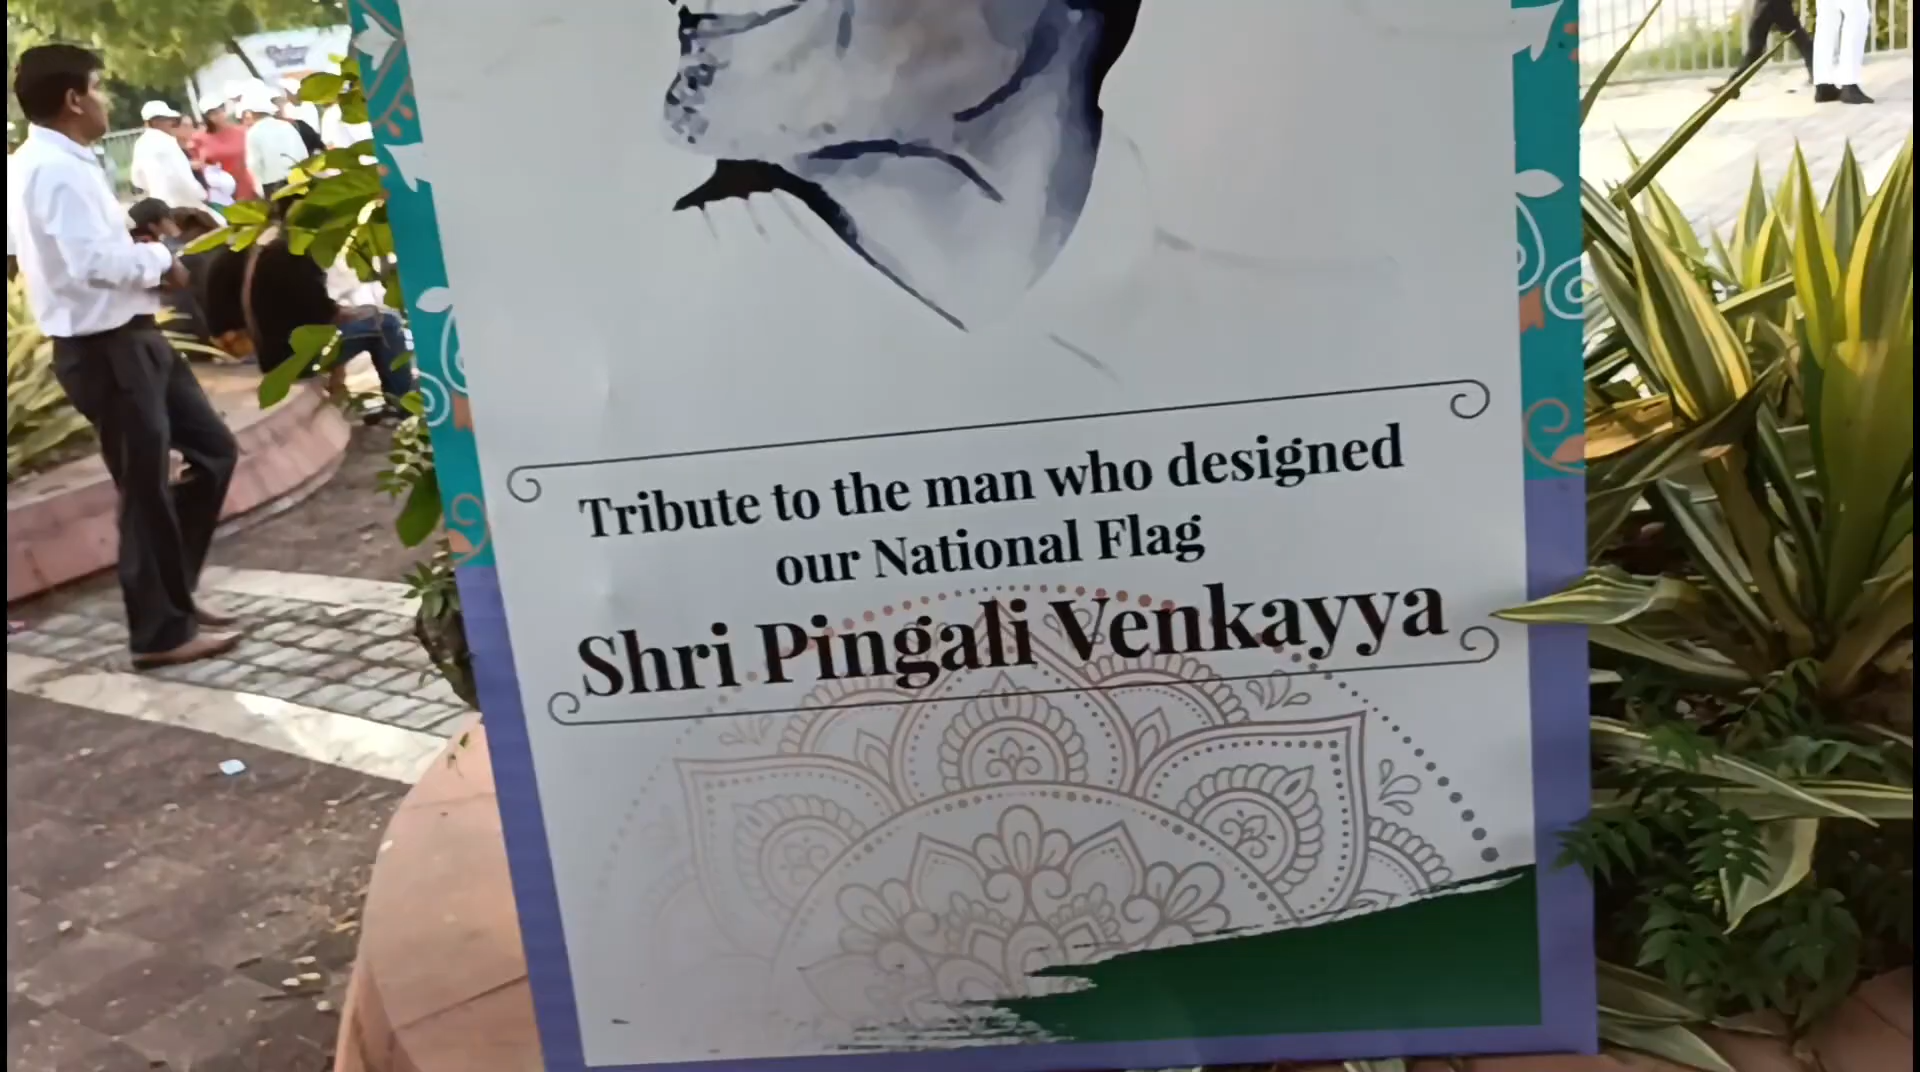 Tribute to the man who designed
our National Flag
Shri Pingali Venkayya